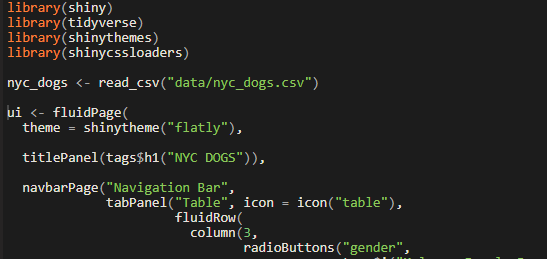 library(shiny)
library(tidyverse)
library(shinythemes)
library(shinycssloaders)
nyc_dogs <- read_csv("data/nyc_dogs.csv")
ui <- fluidPage(
theme = shinytheme("flatly"),
titlePanel(tags$h1("NYC DOGS")),
navbarPage("Navigation Bar",
tabPanel("Table", icon = icon("table"),
fluidRow(
column(3,
radioButtons("gender",